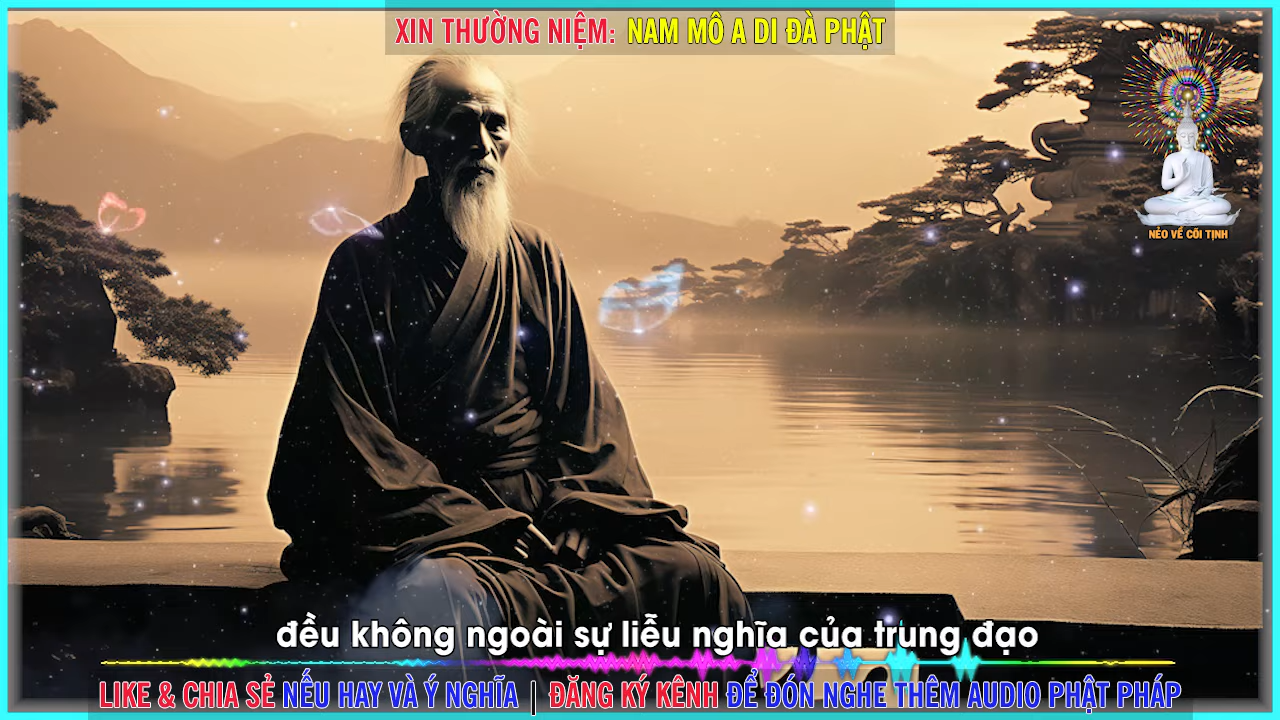 XIN THƯỜNG NIỆM: NAM MÔ A DI ĐÀ PHẬT
NẺO VỀ CÕI TỊNH
đều không ngoài sự liễu nghĩa của trung đạo
LIKE & CHIA SẺ NẾU HAY VÀ Ý NGHĨA | ĐĂNG KÝ KÊNH ĐỂ ĐÓN NGHE THÊM AUDIO PHẬT PHÁP